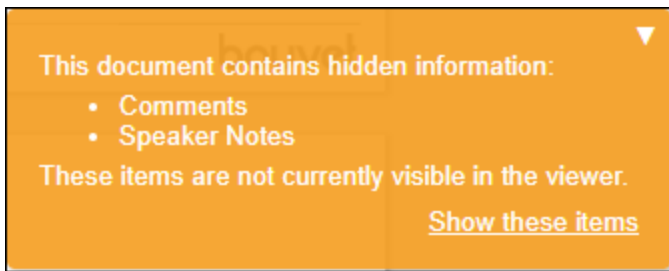 This document contains hidden information:
• Comments
• Speaker Notes
These items are not currently visible in the viewer.
Show these items